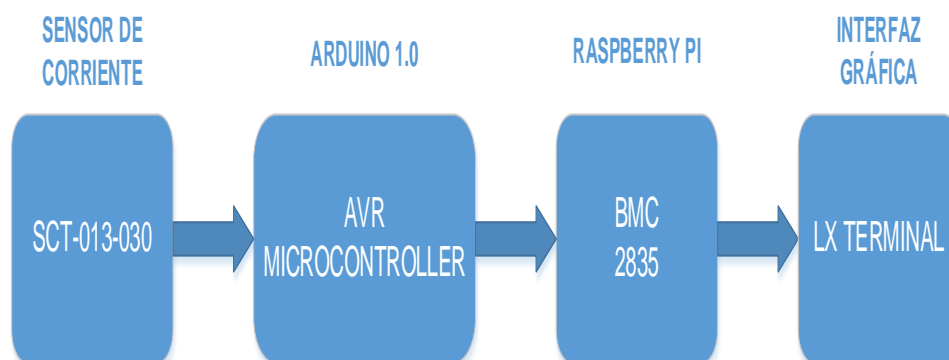 SENSOR DE
CORRIENTE
ARDUINO 1.0
RASPBERRY PI
INTERFAZ
GRÁFICA
SCT-013-030
AVR
MICROCONTROLLER
BMC
2835
LX TERMINAL